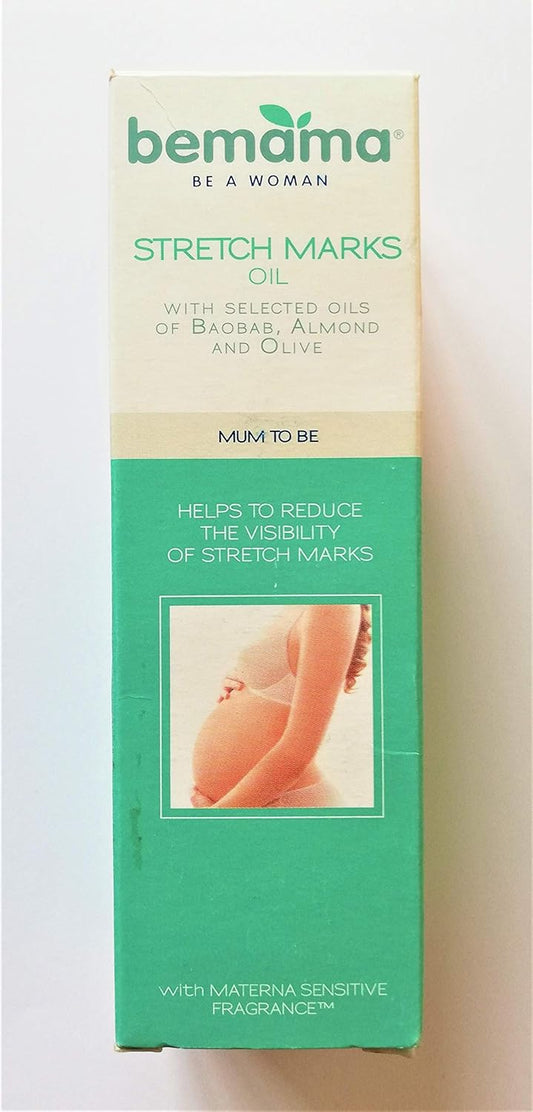 bemama®
BE A WOMAN
STRETCH MARKS
OIL
WITH SELECTED OILS
OF BAOBAB, ALMOND
AND OLIVE
MUM TO BE
HELPS TO REDUCE
THE VISIBILITY
OF STRETCH MARKS
with MATERNA SENSITIVE
FRAGRANCE™